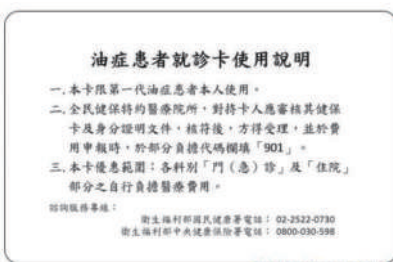 油症患者就診卡使用說明
一、本卡限第一代油症患者本人使用。
二、全民健保特約醫療院所，對持卡人應審核其健保
卡及身分證明文件，核符後，方得受理，並於費
用申報時，於部分負擔代碼欄填「901」。
三、本卡優惠範圍：各科別「門（急）診」及「住院」
部分之自行負擔醫療費用。
諮詢服務專線：
衛生福利部國民健康署電話： 02-2522-0730
衛生福利部中央健康保險署電話： 0800-030-598